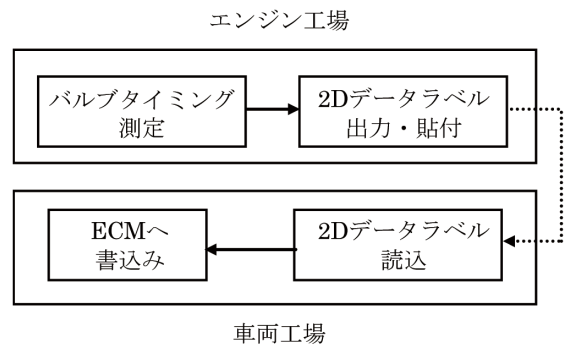 エンジン工場
バルブタイミング
測定
2Dデータラベル
出力・貼付
ECMへ
書込み
2Dデータラベル
読込
車両工場